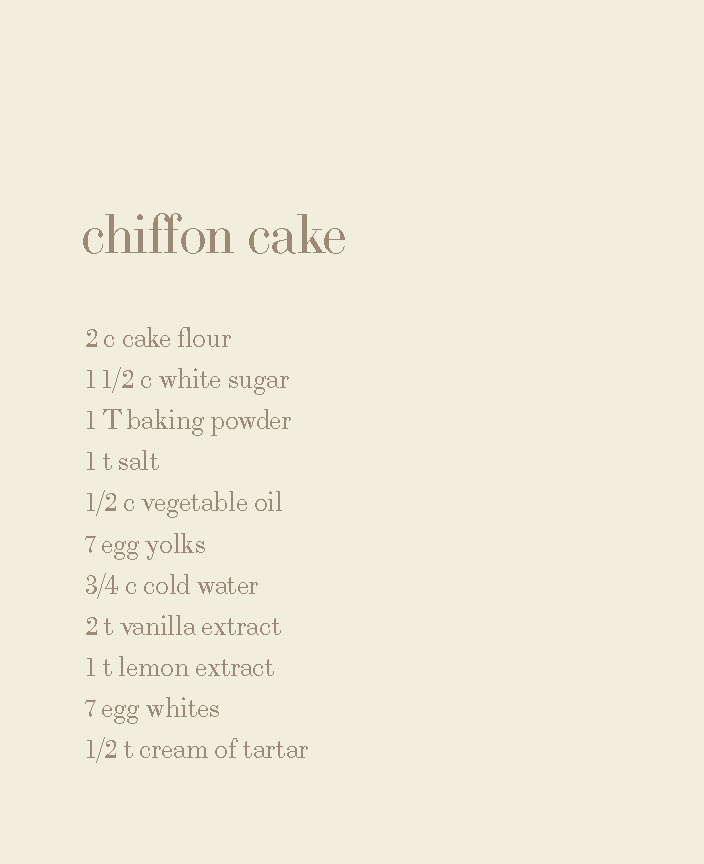 chiffon cake
2 c cake flour
1 1/2 c white sugar
1 T baking powder
1 t salt
1/2 c vegetable oil
7 egg yolks
3/4 c cold water
2 t vanilla extract
1 t lemon extract
7 egg whites
1/2 t cream of tartar